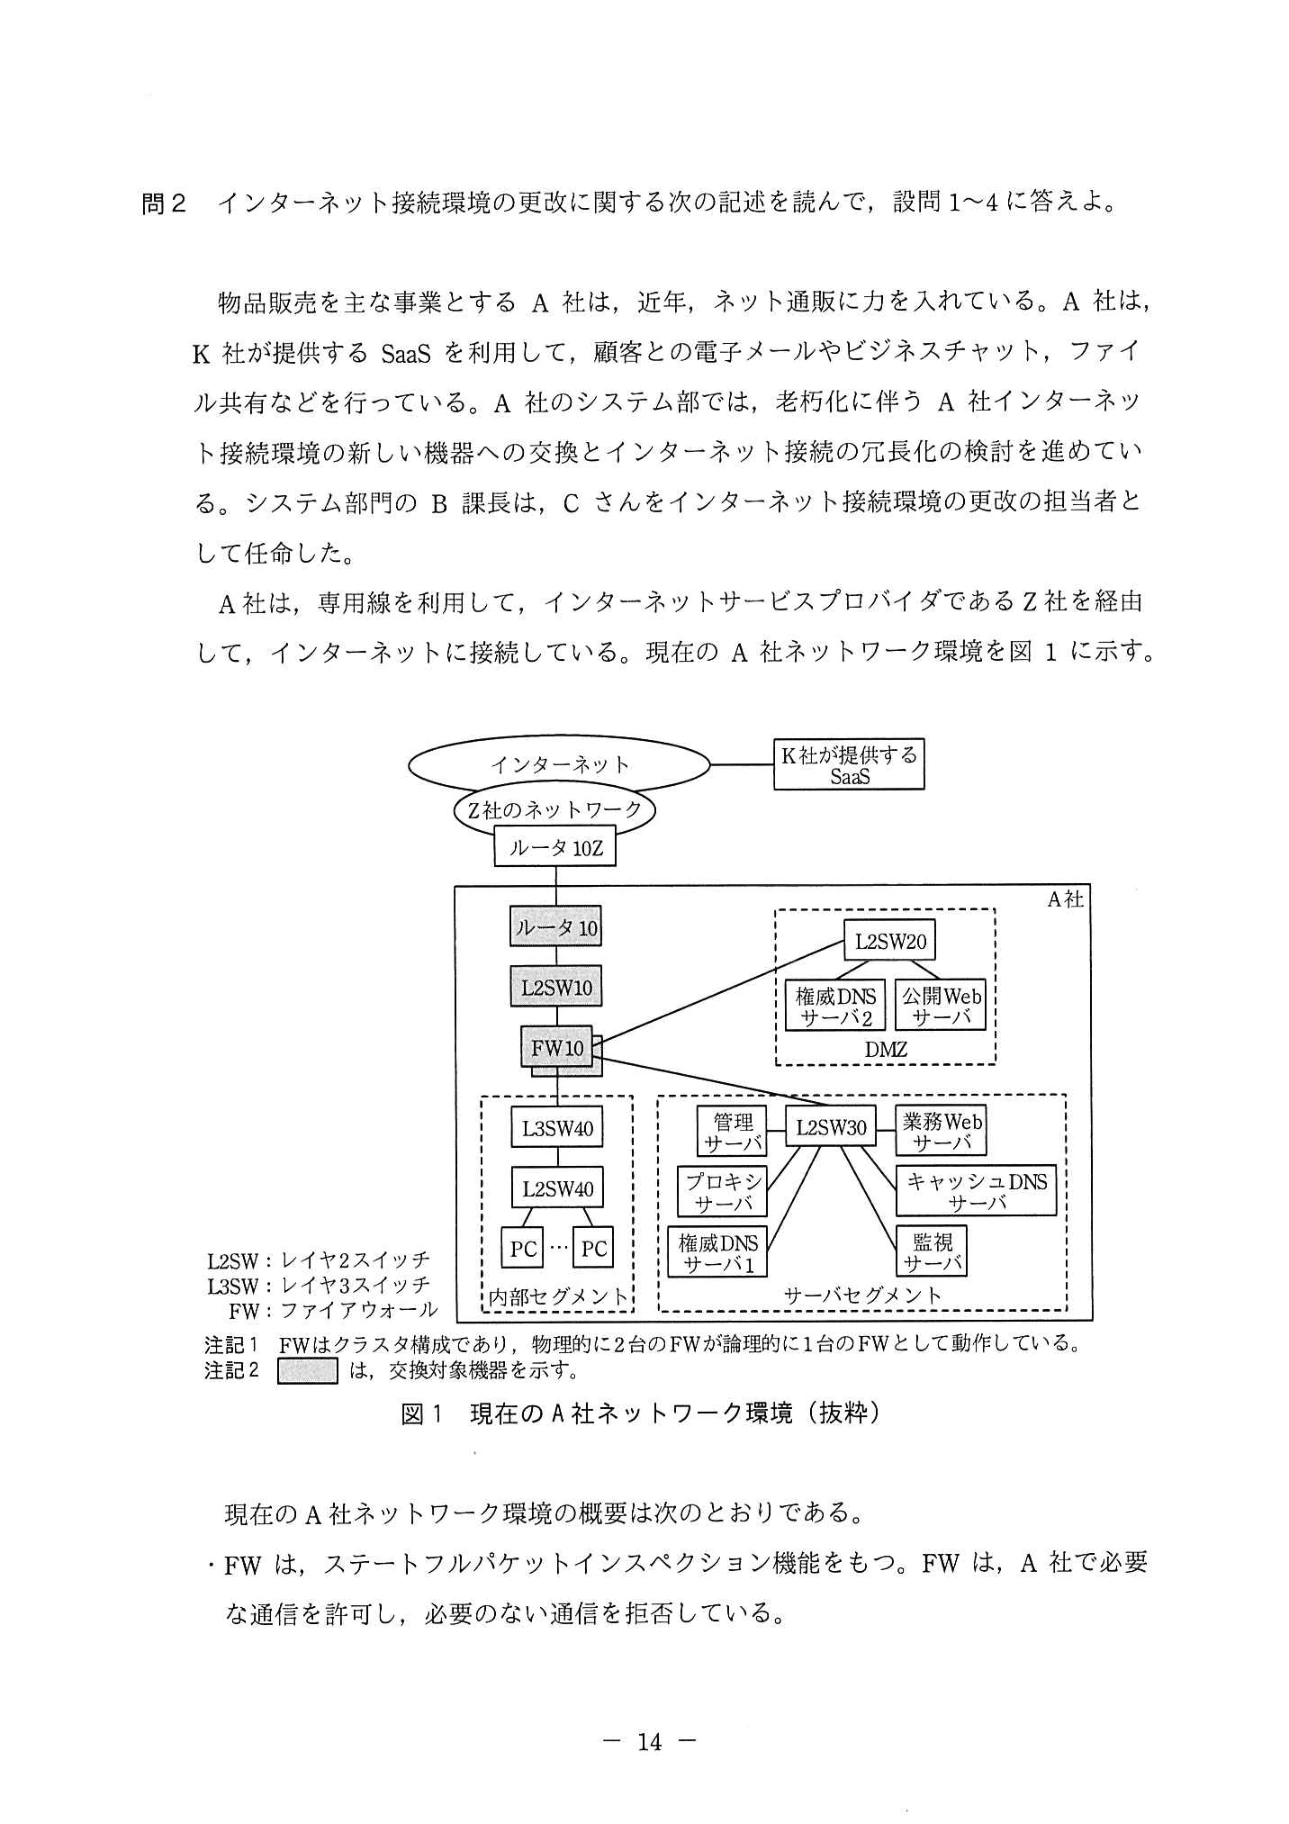 問2　インターネット接続環境の更改に関する次の記述を読んで，設問1〜4に答えよ。
物品販売を主な事業とする A 社は，近年，ネット通販に力を入れている。A 社は，
K 社が提供する SaaS を利用して，顧客との電子メールやビジネスチャット，ファイ
ル共有などを行っている。A 社のシステム部では，老朽化に伴う A 社インターネッ
ト接続環境の新しい機器への交換とインターネット接続の冗長化の検討を進めてい
る。システム部門の B 課長は，C さんをインターネット接続環境の更改の担当者と
して任命した。
A社は，専用線を利用して，インターネットサービスプロバイダであるZ社を経由
して，インターネットに接続している。現在の A 社ネットワーク環境を図 1 に示す。
インターネット
K社が提供する
SaaS
Z社のネットワーク
ルータ10Z
A社
ルータ10
L2SW10
FW10
L2SW20
権威DNS
サーバ2
公開Web
サーバ
DMZ
L3SW40
L2SW40
PC … PC
内部セグメント
管理
サーバ
L2SW30
業務Web
サーバ
プロキシ
サーバ
キャッシュDNS
サーバ
権威DNS
サーバ1
監視
サーバ
サーバセグメント
L2SW：レイヤ2スイッチ
L3SW：レイヤ3スイッチ
FW：ファイアウォール
注記1　FWはクラスタ構成であり，物理的に2台のFWが論理的に1台のFWとして動作している。
注記2　は，交換対象機器を示す。
図1　現在のA社ネットワーク環境（抜粋）
現在のA社ネットワーク環境の概要は次のとおりである。
・FW は，ステートフルパケットインスペクション機能をもつ。FW は，A 社で必要
な通信を許可し，必要のない通信を拒否している。
－ 14 －